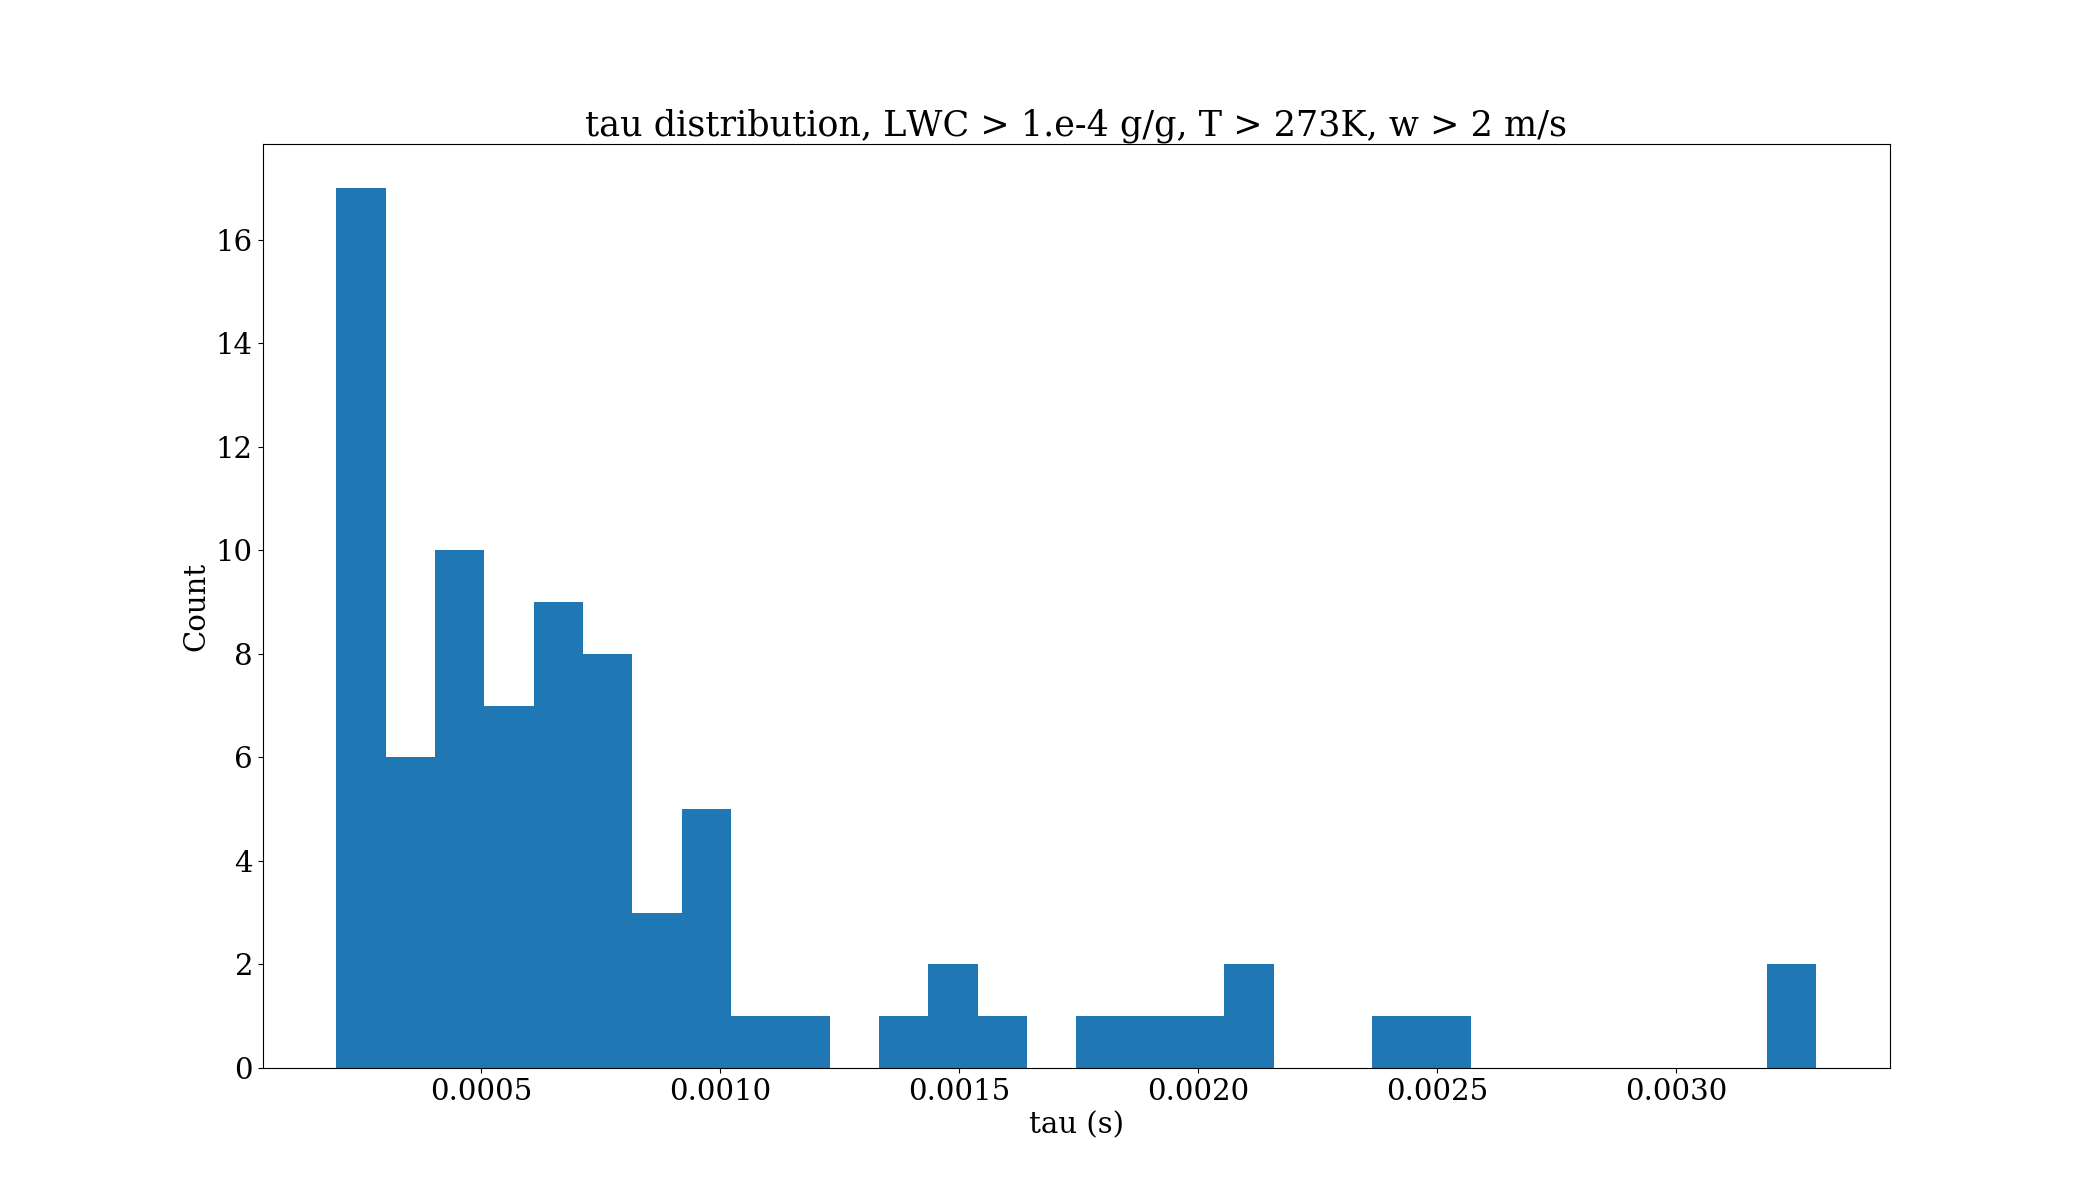 tau distribution, LWC > 1.e-4 g/g, T > 273K, w > 2 m/s
16
14
12
10
8
6
4
2
0
Count
0.0005 0.0010 0.0015 0.0020 0.0025 0.0030
tau (s)